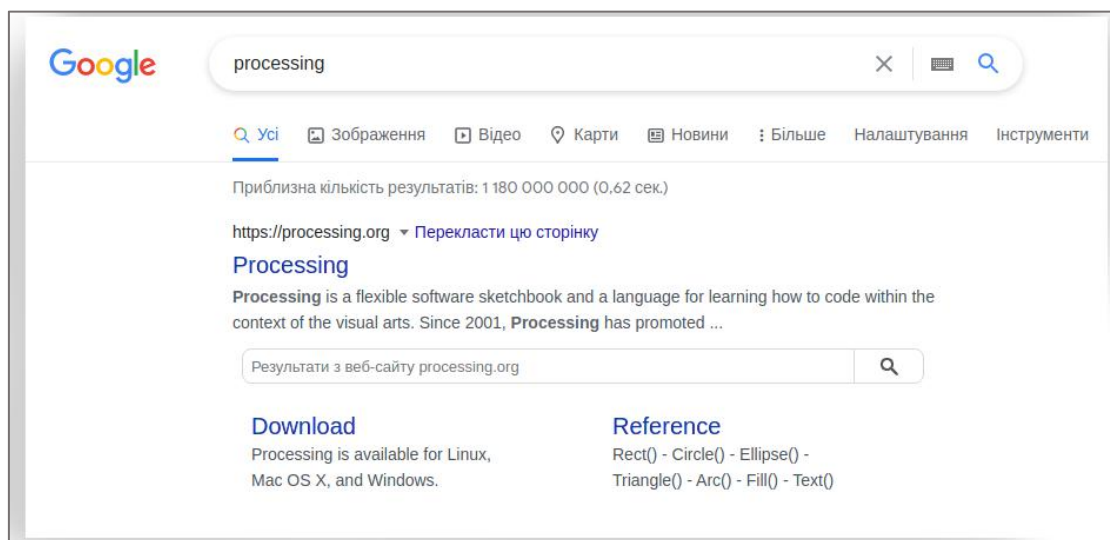 Google
processing
Усі Зображення Відео Карти Новини Більше Налаштування Інструменти
Приблизна кількість результатів: 1 180 000 000 (0,62 сек.)
https://processing.org Перекласти цю сторінку
Processing
Processing is a flexible software sketchbook and a language for learning how to code within the
context of the visual arts. Since 2001, Processing has promoted ...
Результати з веб-сайту processing.org
Download
Processing is available for Linux,
Mac OS X, and Windows.
Reference
Rect() - Circle() - Ellipse() -
Triangle() - Arc() - Fill() - Text()